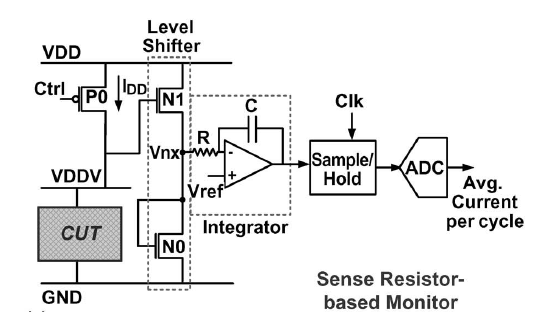 Level
Shifter
VDD
Ctrl
P0
IDD
N1
C
Clk
R
Vnx
-
+
Sample/
Hold
ADC
VDDV
Vref
Avg.
Current
per cycle
Integrator
CUT
N0
Sense Resistor-
based Monitor
GND